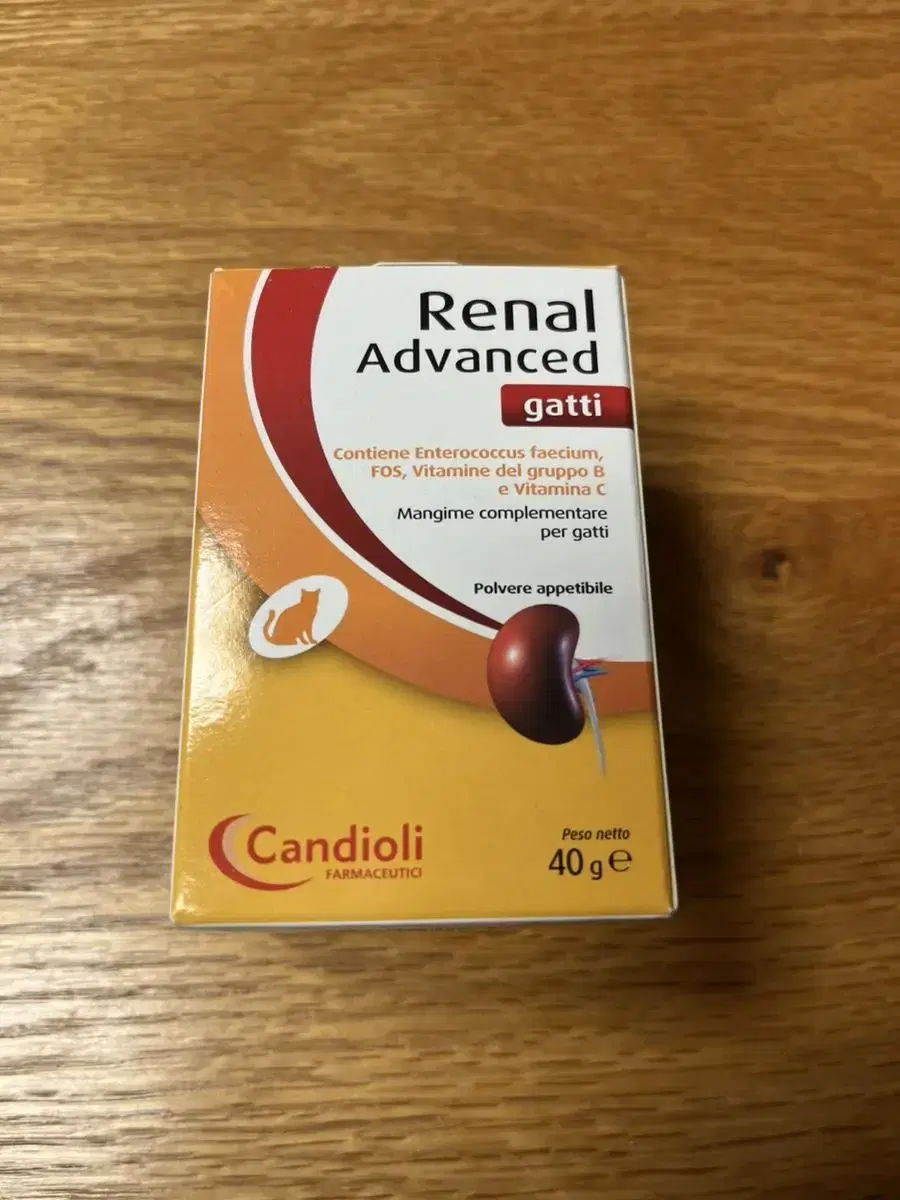 Renal
Advanced
gatti
Contiene Enterococcus faecium,
FOS, Vitamine del gruppo B
e Vitamina C
Mangime complementare
per gatti
Polvere appetibile
Candioli
FARMACEUTICI
Peso netto
40 g ℮